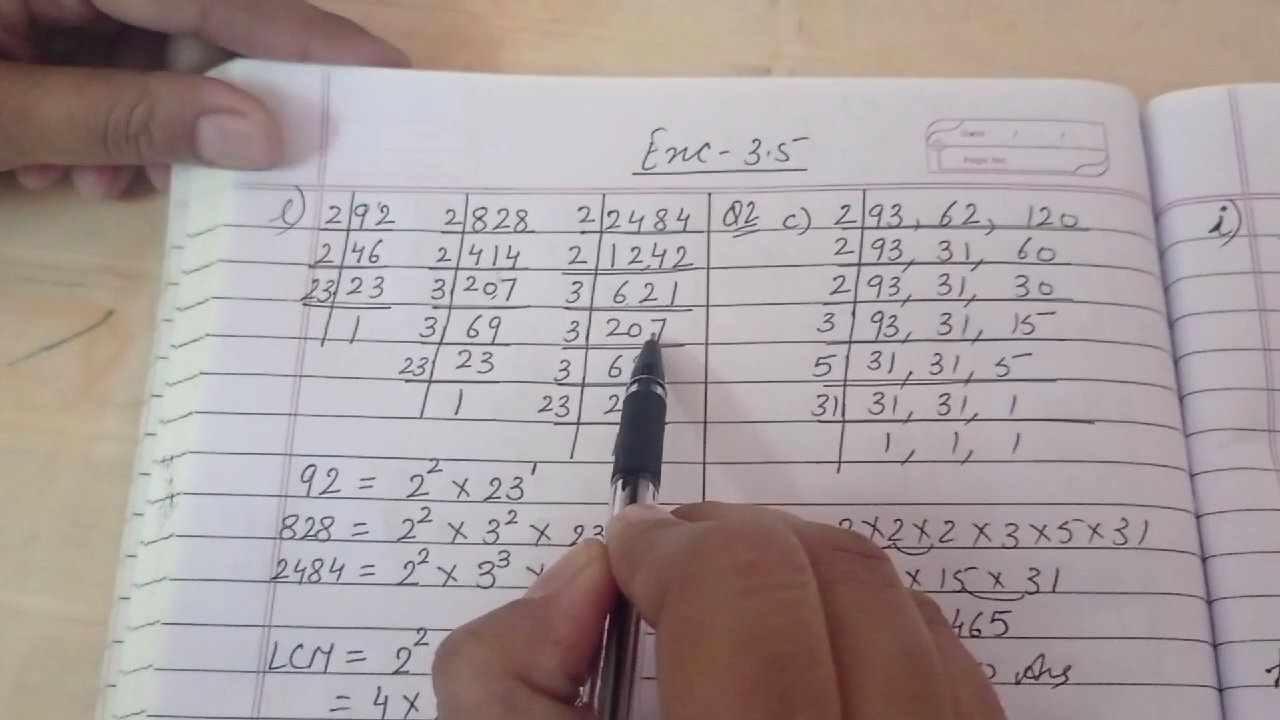 Exc - 3.5
Date / /
Page No.
e) 2|92 2|828 2|2484
2|46 2|414 2|1242
23|23 3|207 3|621
|1 3|69 3|207
23|23 3|6
|1 23|2
92 = 2² × 23¹
828 = 2² × 3² × 23
2484 = 2² × 3³ ×
LCM = 2²
= 4 ×
Q2 c) 2|93, 62, 120
2|93, 31, 60
2|93, 31, 30
3|93, 31, 15
5|31, 31, 5
31|31, 31, 1
|1, 1, 1
2×2×2×3×5×31
× 15 × 31
465
Ans
i)